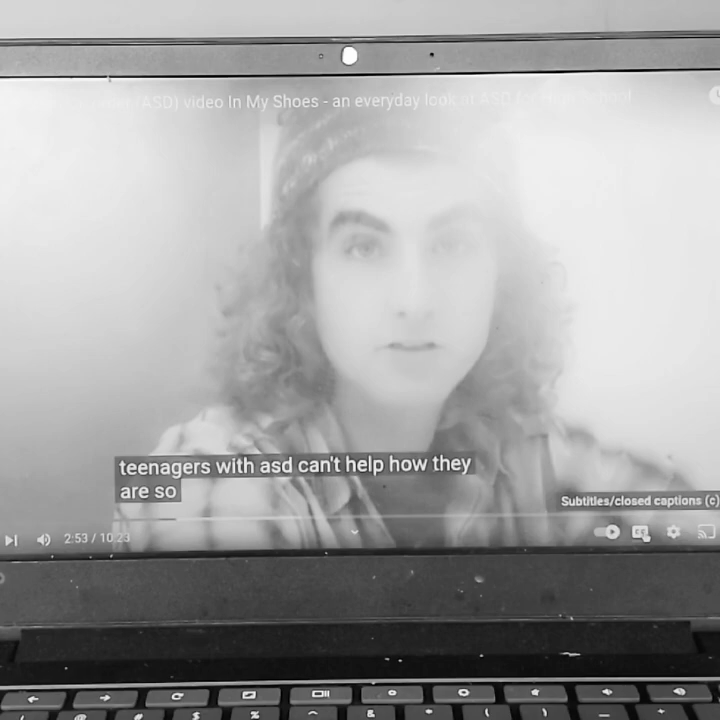 (ASD) video In My Shoes - an everyday look at ASD for High School
teenagers with asd can't help how they
are so
Subtitles/closed captions (c)
2:53 / 10:23